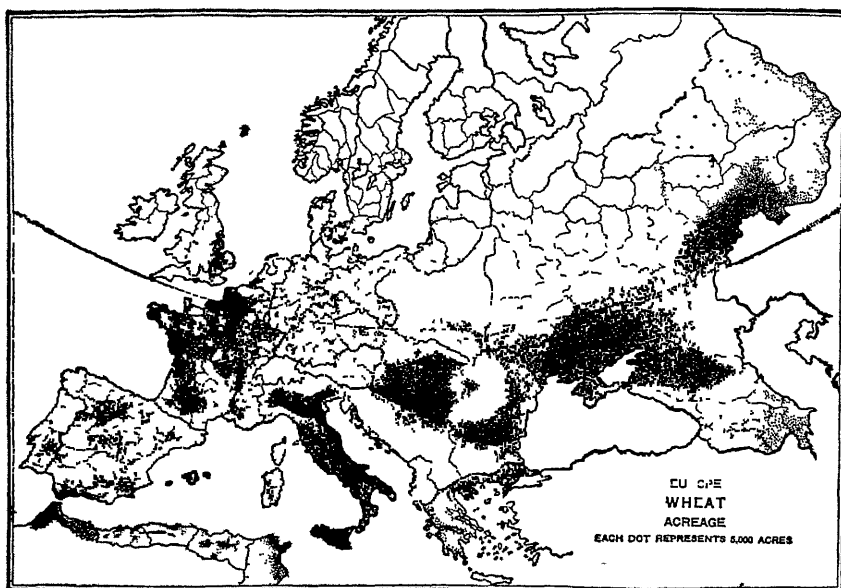 EU OPE
WHEAT
ACREAGE
EACH DOT REPRESENTS 5,000 ACRES